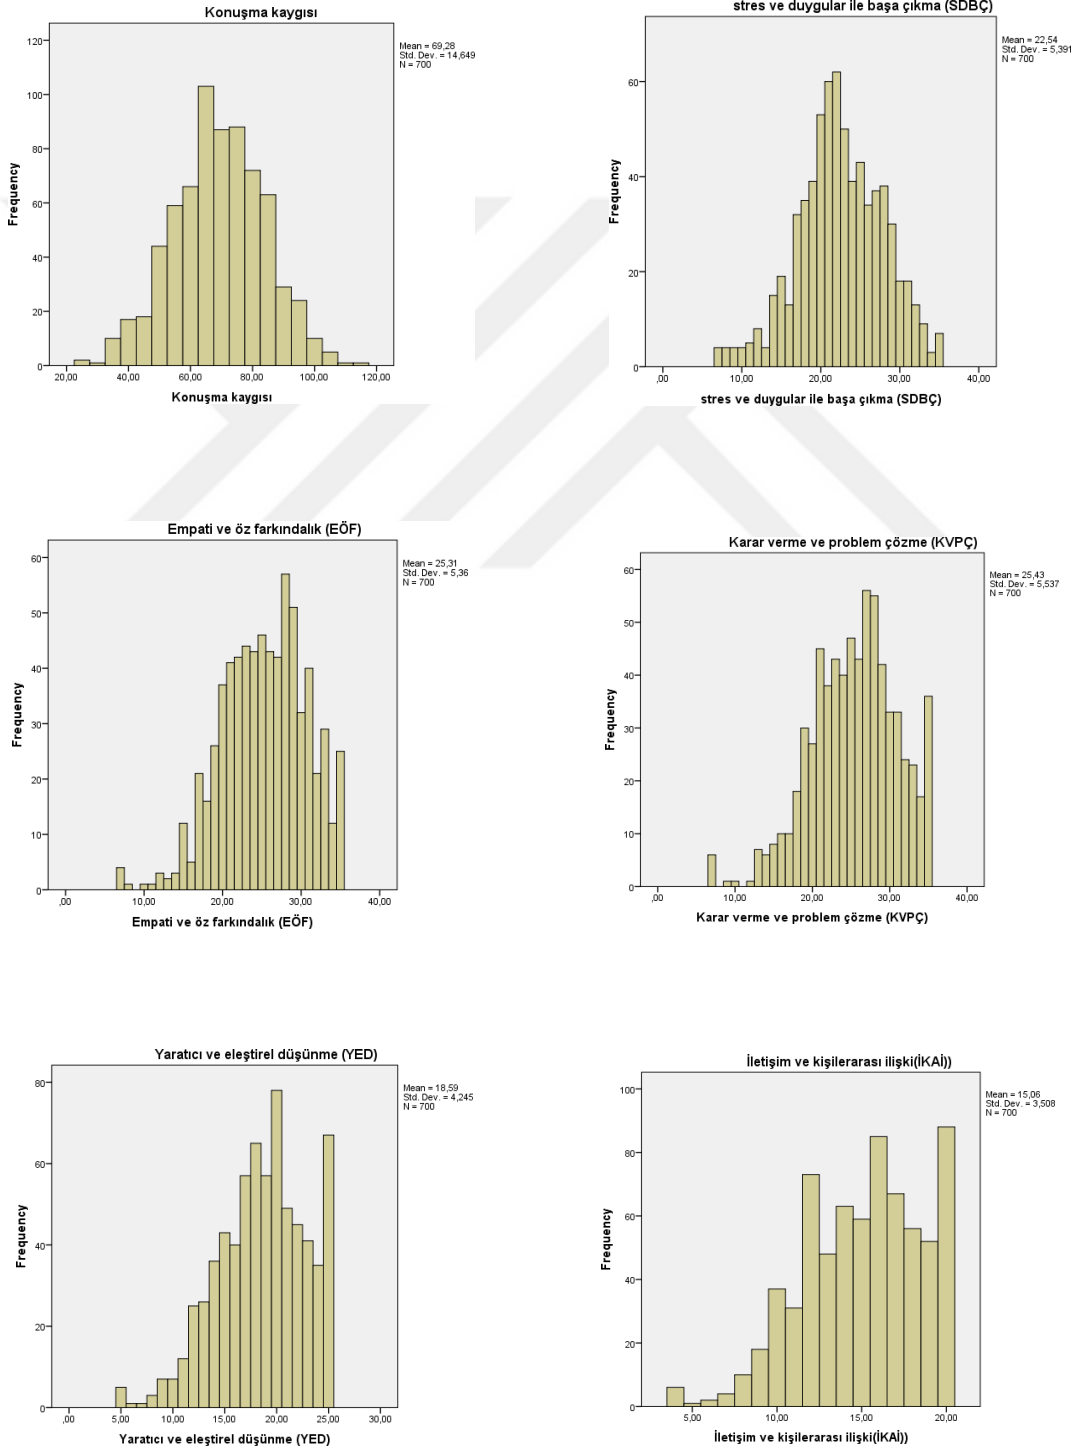 Konuşma kaygısı
Mean = 69,28
Std. Dev. = 14,649
N = 700
120
100
80
60
40
20
0
Frequency
20,00 40,00 60,00 80,00 100,00 120,00
Konuşma kaygısı
stres ve duygular ile başa çıkma (SDBÇ)
Mean = 22,54
Std. Dev. = 5,391
N = 700
60
40
20
0
Frequency
,00 10,00 20,00 30,00 40,00
stres ve duygular ile başa çıkma (SDBÇ)
Empati ve öz farkındalık (EÖF)
Mean = 25,31
Std. Dev. = 5,36
N = 700
60
50
40
30
20
10
0
Frequency
,00 10,00 20,00 30,00 40,00
Empati ve öz farkındalık (EÖF)
Karar verme ve problem çözme (KVPÇ)
Mean = 25,43
Std. Dev. = 5,537
N = 700
60
50
40
30
20
10
0
Frequency
,00 10,00 20,00 30,00 40,00
Karar verme ve problem çözme (KVPÇ)
Yaratıcı ve eleştirel düşünme (YED)
Mean = 18,59
Std. Dev. = 4,245
N = 700
80
60
40
20
0
Frequency
,00 5,00 10,00 15,00 20,00 25,00 30,00
Yaratıcı ve eleştirel düşünme (YED)
İletişim ve kişilerarası ilişki(İKAİ))
Mean = 15,06
Std. Dev. = 3,508
N = 700
100
80
60
40
20
0
Frequency
5,00 10,00 15,00 20,00
İletişim ve kişilerarası ilişki(İKAİ))